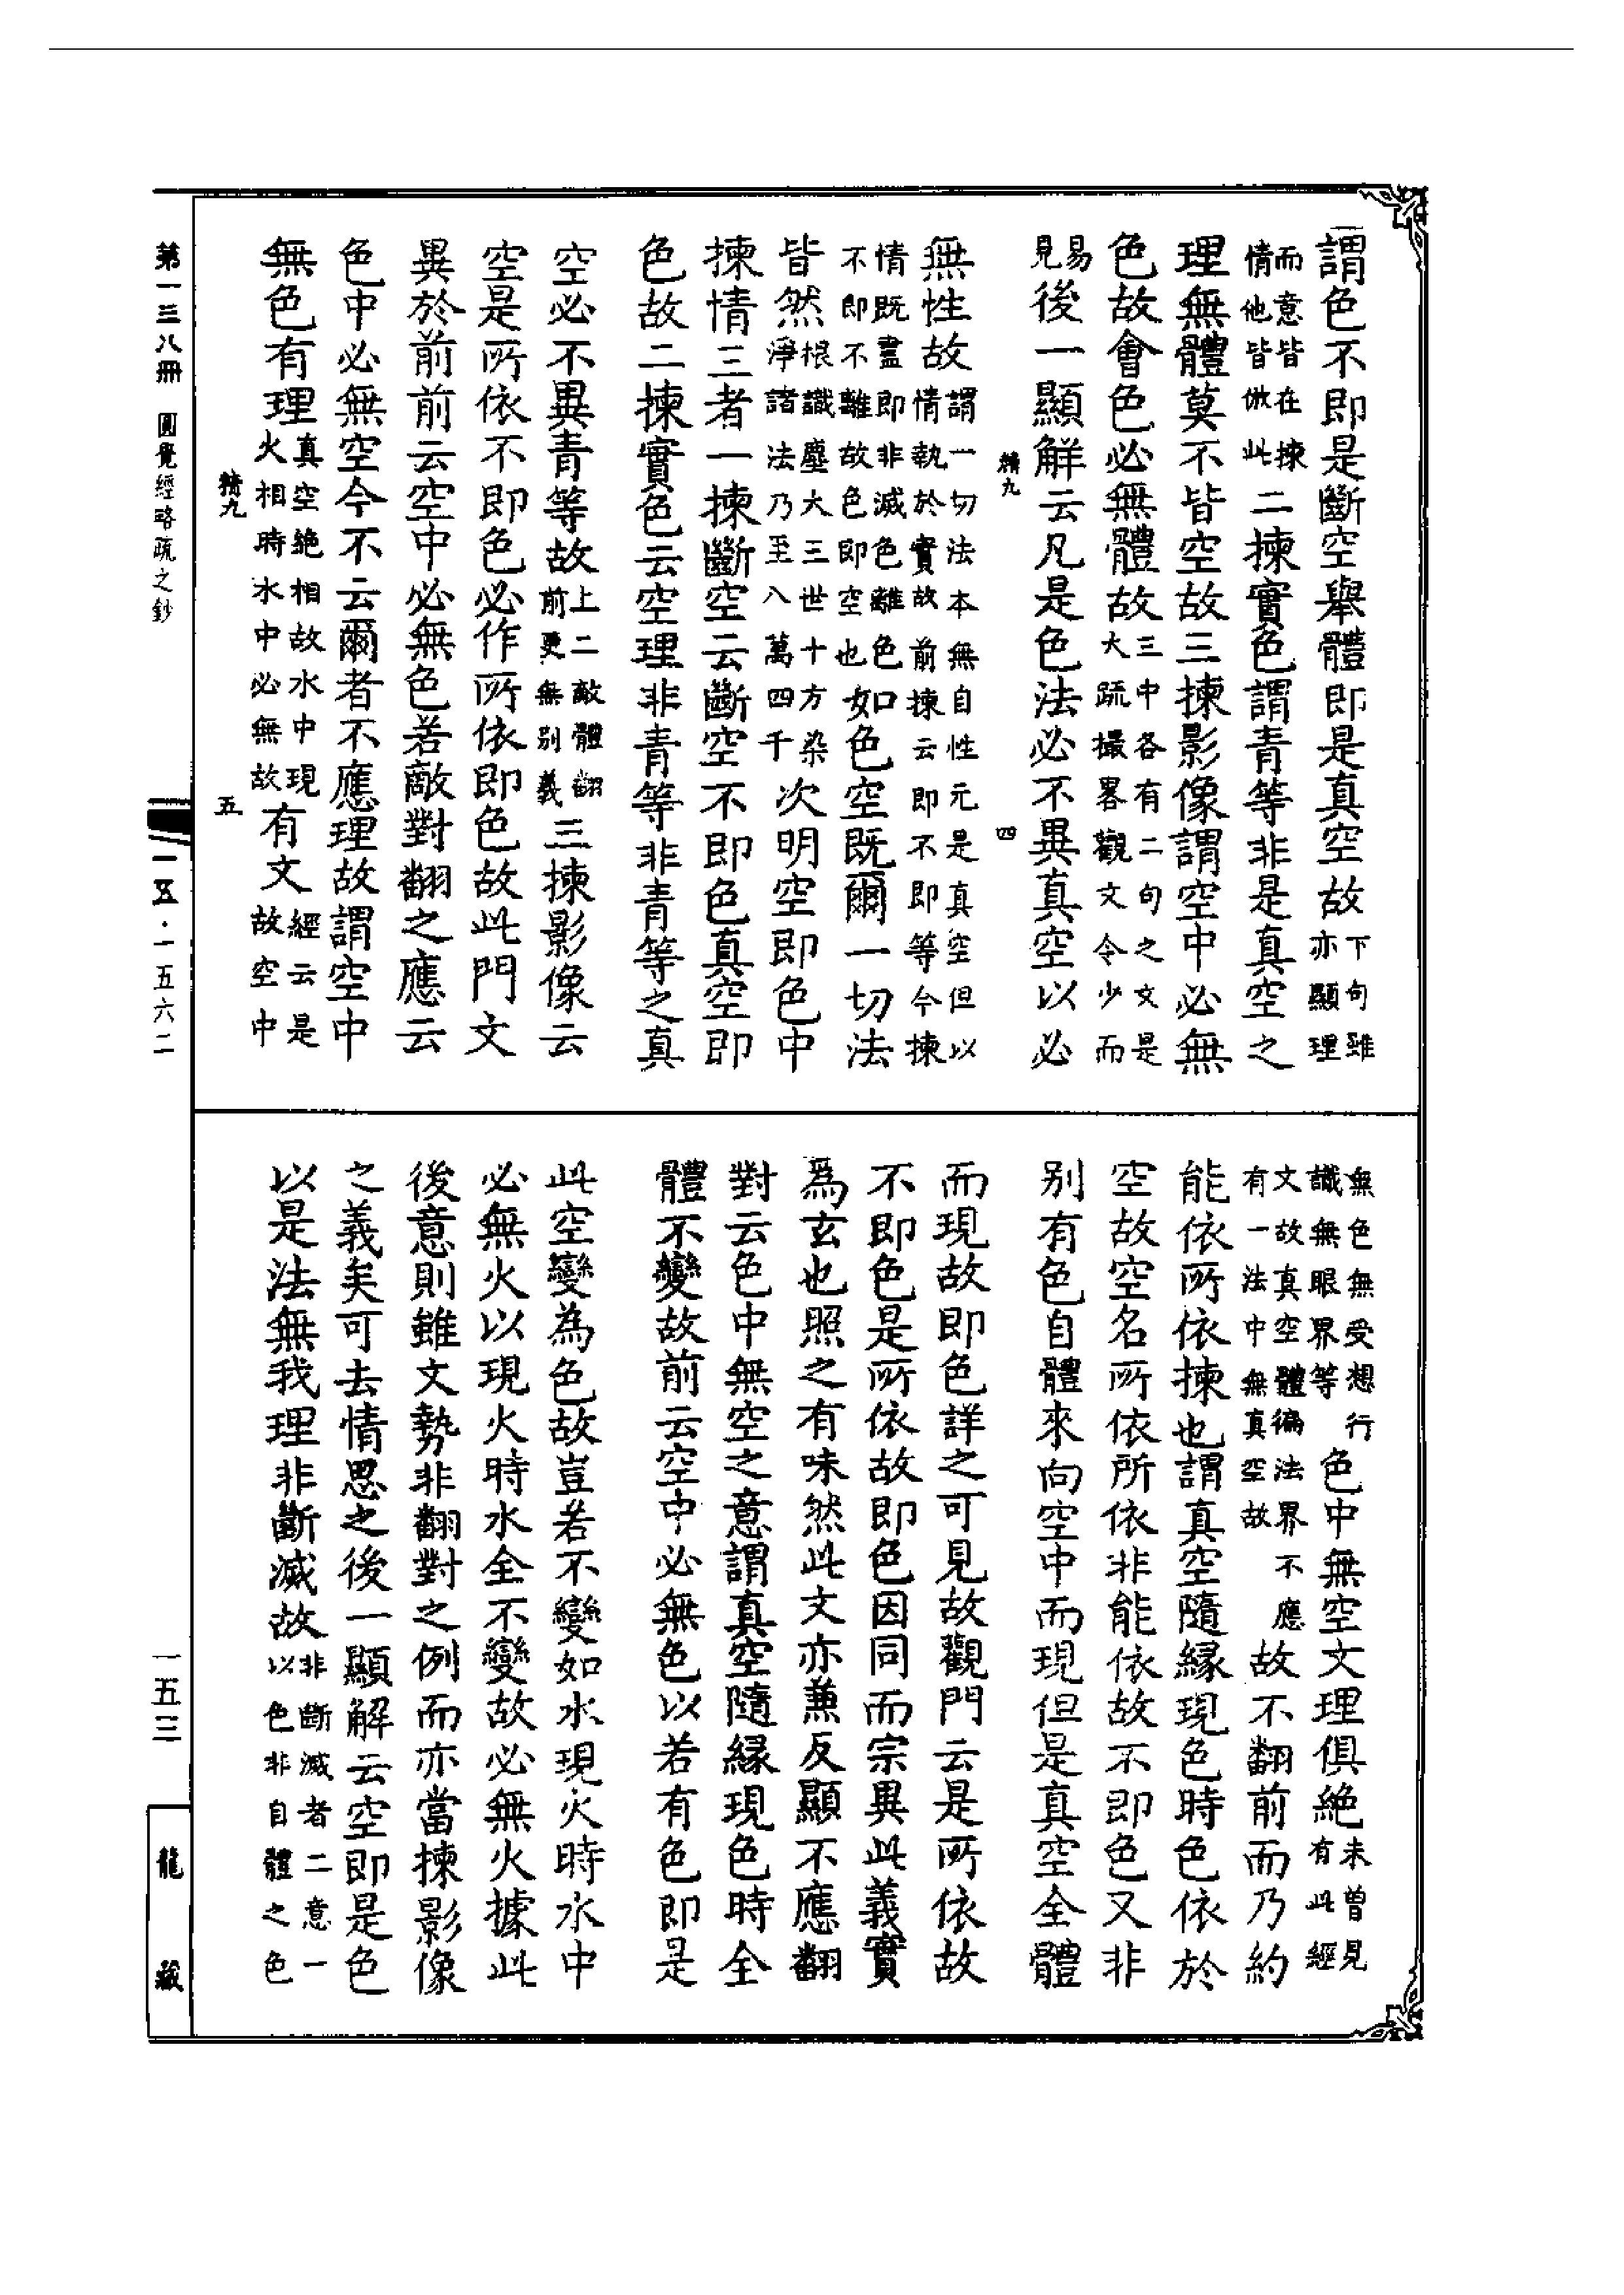 謂色不即是斷空舉體即是真空故下句雖亦顯理
而意皆在揀情他皆倣此二揀實色謂青等非是真空之
理無體莫不皆空故三揀影像謂空中必無
色故會色必無體故三中各有二句之文是大疏撮畧觀文令少而
易見後一顯解云凡是色法必不異真空以必
精九 四
無性故謂一切法本無自性元是真空但以情執於實故前揀云即不即等今揀
情既盡即非滅色離色不即不離故色即空也如色空既爾一切法
皆然根識塵大三世十方染淨諸法乃至八萬四千次明空即色中
揀情三者一揀斷空云斷空不即色真空即
色故二揀實色云空理非青等非青等之真
空必不異青等故上二敵體翻前更無別義三揀影像云
空是所依不即色必作所依即色故此門文
異於前前云空中必無色若敵對翻之應云
色中必無空今不云爾者不應理故謂空中
無色有理真空絶相故水中現火相時水中必無故有文經云是故空中
精九 五
無色無受想行識無眼界等色中無空文理俱絶未曾見有此經
文故真空體徧法界不應有一法中無真空故故不翻前而乃約
能依所依揀也謂真空隨緣現色時色依於
空故空名所依所依非能依故不即色又非
別有色自體來向空中而現但是真空全體
而現故即色詳之可見故觀門云是所依故
不即色是所依故即色因同而宗異此義實
為玄也照之有味然此文亦兼反顯不應翻
對云色中無空之意謂真空隨緣現色時全
體不變故前云空中必無色以若有色即是
此空變為色故豈若不變如水現火時水中
必無火以現火時水全不變故必無火據此
後意則雖文勢非翻對之例而亦當揀影像
之義矣可去情思之後一顯解云空即是色
以是法無我理非斷滅故非斷滅者二意一以色非自體之色
第一三八冊 圓覺經略疏之鈔
一五·一五六二
一五三
龍藏